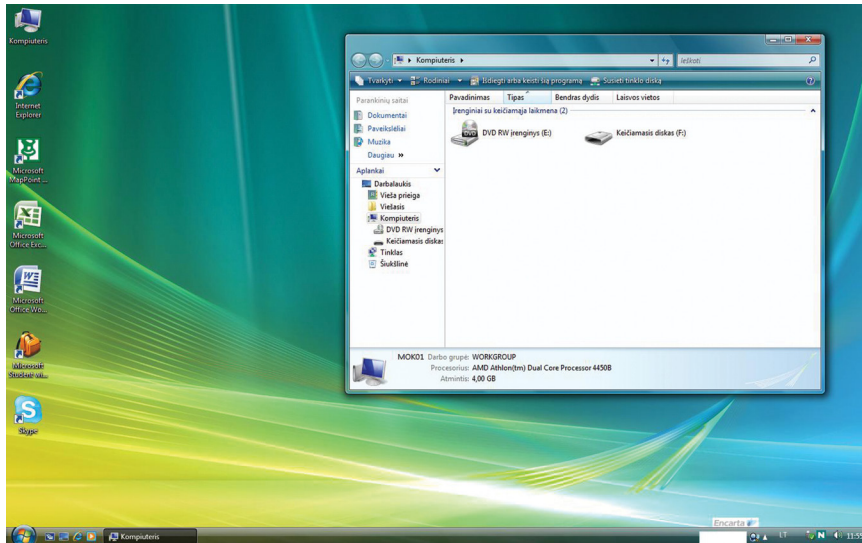 Kompiuteris
Internet
Explorer
Microsoft
MapPoint ...
Microsoft
Office Exc...
Microsoft
Office Wo...
Microsoft
Student wi...
Skype
Kompiuteris
Ieškoti
Tvarkyti
Rodiniai
Išdiegti arba keisti šią programą
Susieti tinklo diską
Parankinių saitai
Dokumentai
Paveikslėliai
Muzika
Daugiau »
Aplankai
Darbalaukis
Vieša prieiga
Viešasis
Kompiuteris
DVD RW įrenginys
Keičiamasis diskas
Tinklas
Šiukšlinė
Pavadinimas Tipas Bendras dydis Laisvos vietos
Įrenginiai su keičiamąja laikmena (2)
DVD RW įrenginys (E:)
Keičiamasis diskas (F:)
MOK01 Darbo grupė: WORKGROUP
Procesorius: AMD Athlon(tm) Dual Core Processor 4450B
Atmintis: 4,00 GB
Encarta
Kompiuteris
LT
N